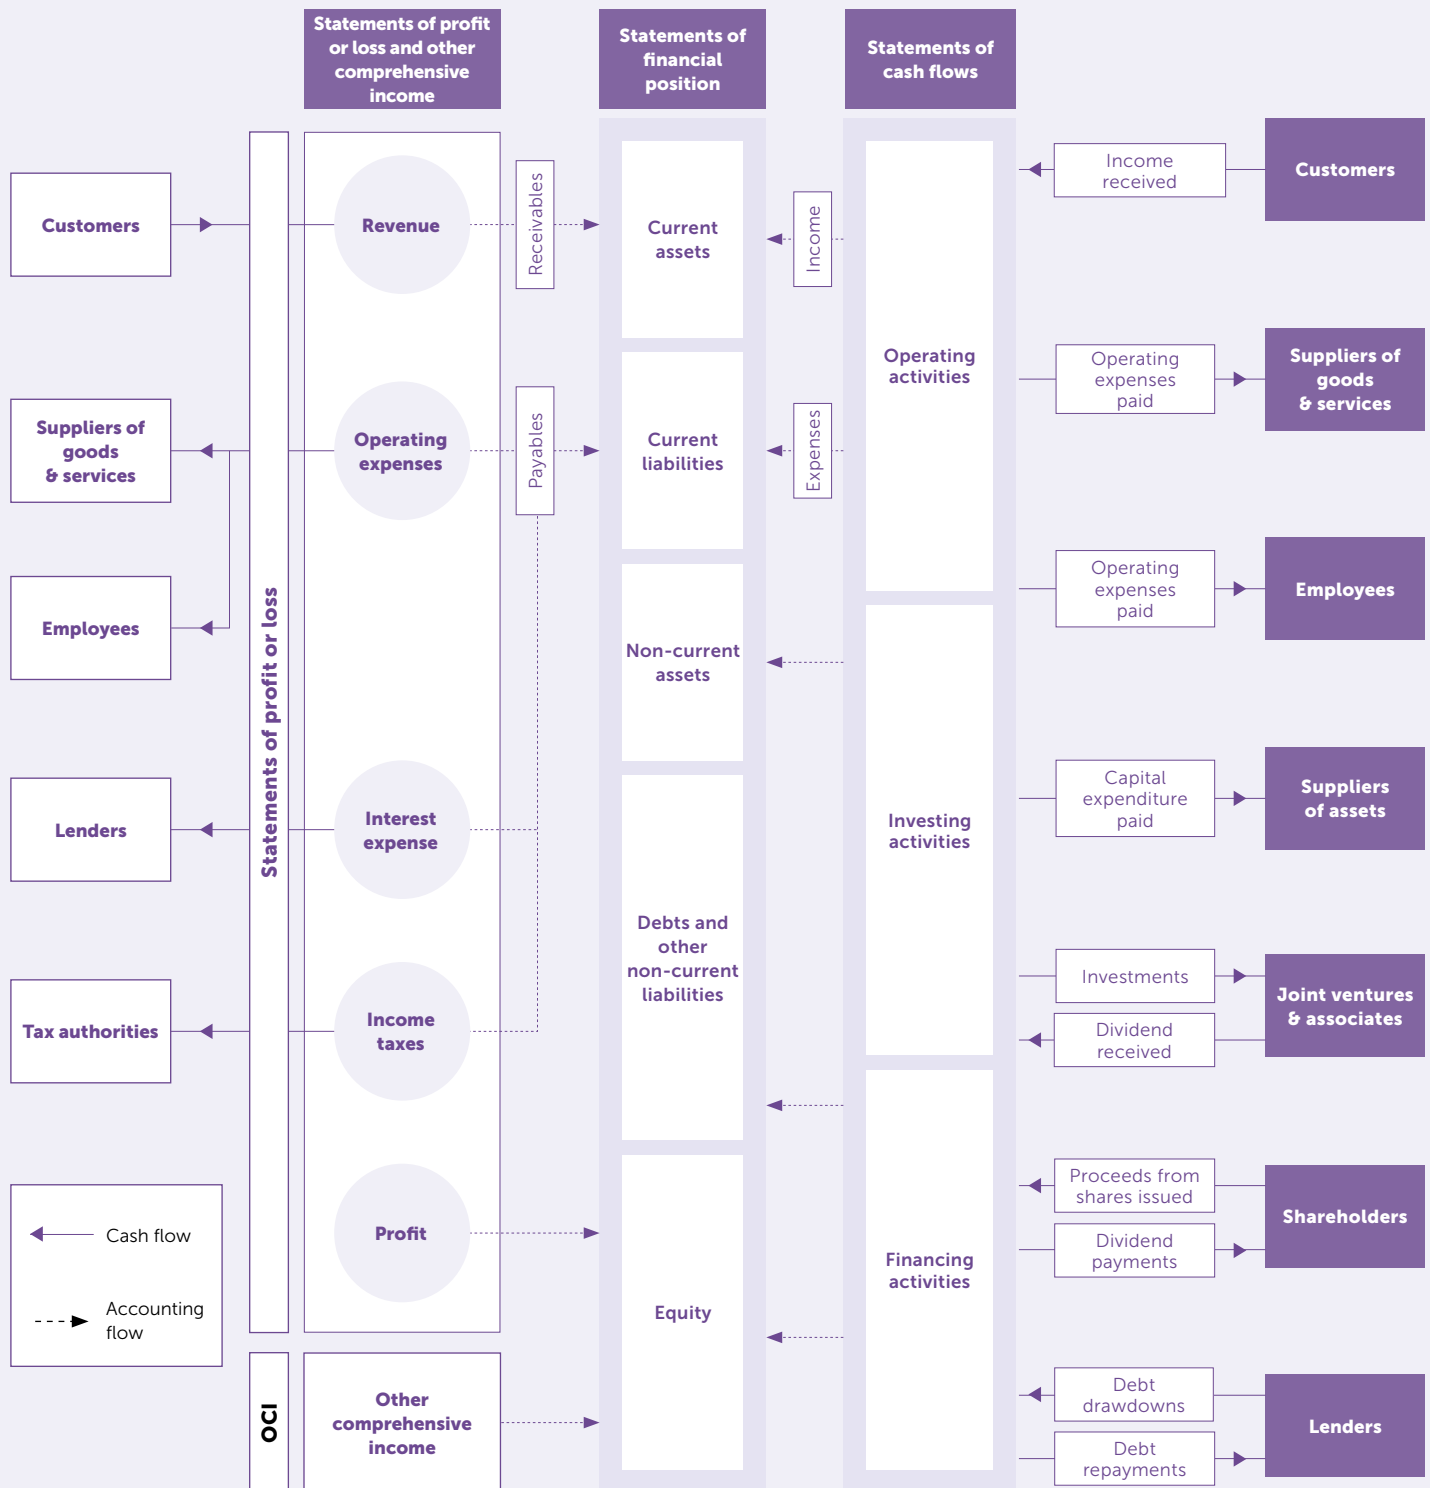 Statements of profit
or loss and other
comprehensive
income
Statements of
financial
position
Statements of
cash flows
Customers
Suppliers of
goods
& services
Employees
Lenders
Tax authorities
Cash flow
Accounting
flow
Statements of profit or loss
OCI
Revenue
Operating
expenses
Interest
expense
Income
taxes
Profit
Other
comprehensive
income
Receivables
Payables
Current
assets
Current
liabilities
Non-current
assets
Debts and
other
non-current
liabilities
Equity
Income
Expenses
Operating
activities
Investing
activities
Financing
activities
Income
received
Operating
expenses
paid
Operating
expenses
paid
Capital
expenditure
paid
Investments
Dividend
received
Proceeds from
shares issued
Dividend
payments
Debt
drawdowns
Debt
repayments
Customers
Suppliers of
goods
& services
Employees
Suppliers
of assets
Joint ventures
& associates
Shareholders
Lenders